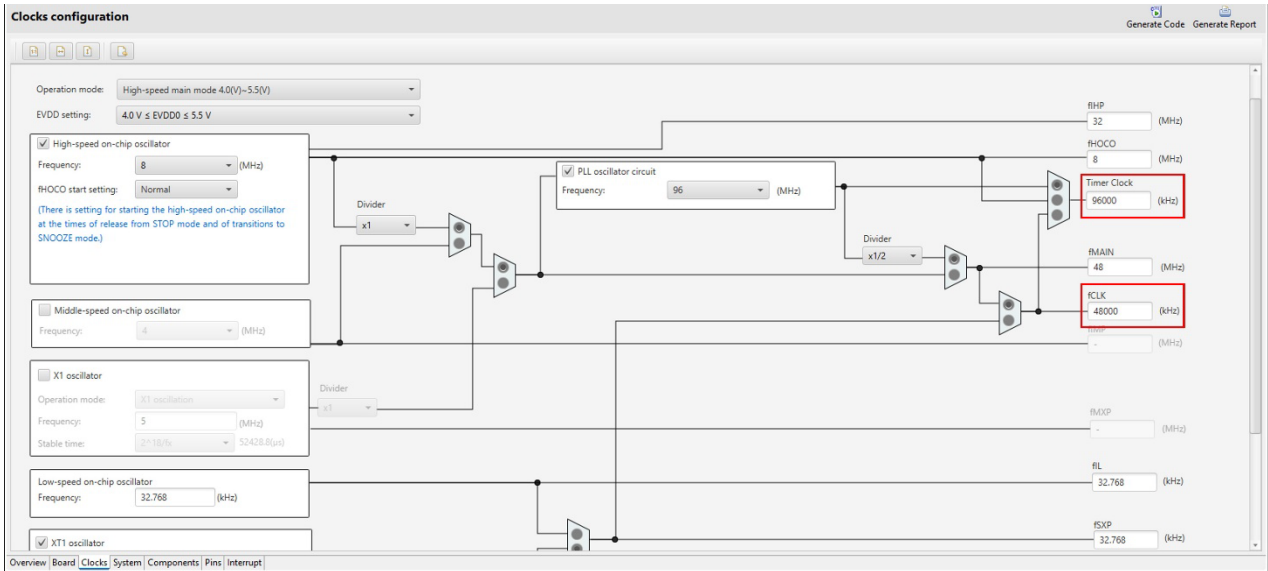 Clocks configuration
Generate Code Generate Report
Operation mode: High-speed main mode 4.0(V)~5.5(V)
EVDD setting: 4.0 V ≤ EVDD0 ≤ 5.5 V
High-speed on-chip oscillator
Frequency: 8 (MHz)
fHOCO start setting: Normal
(There is setting for starting the high-speed on-chip oscillator
at the times of release from STOP mode and of transitions to
SNOOZE mode.)
Divider
x1
PLL oscillator circuit
Frequency: 96 (MHz)
Divider
x1/2
fIHP
32 (MHz)
fHOCO
8 (MHz)
Timer Clock
96000 (kHz)
fMAIN
48 (MHz)
fCLK
48000 (kHz)
fIMP
- (MHz)
Middle-speed on-chip oscillator
Frequency: 4 (MHz)
X1 oscillator
Operation mode: X1 oscillation
Frequency: 5 (MHz)
Stable time: 2^18/fx 52428.8(μs)
Divider
x1
fMXP
- (MHz)
Low-speed on-chip oscillator
Frequency: 32.768 (kHz)
fIL
32.768 (kHz)
fSXP
32.768 (kHz)
XT1 oscillator
Overview Board Clocks System Components Pins Interrupt